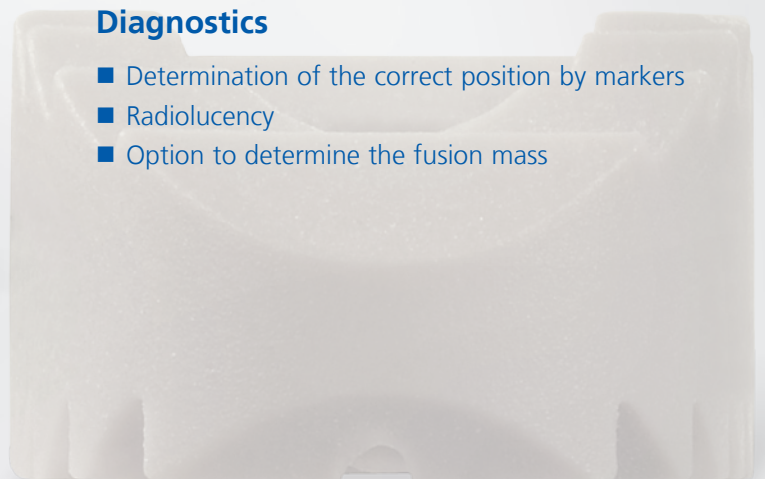 Diagnostics
■ Determination of the correct position by markers
■ Radiolucency
■ Option to determine the fusion mass